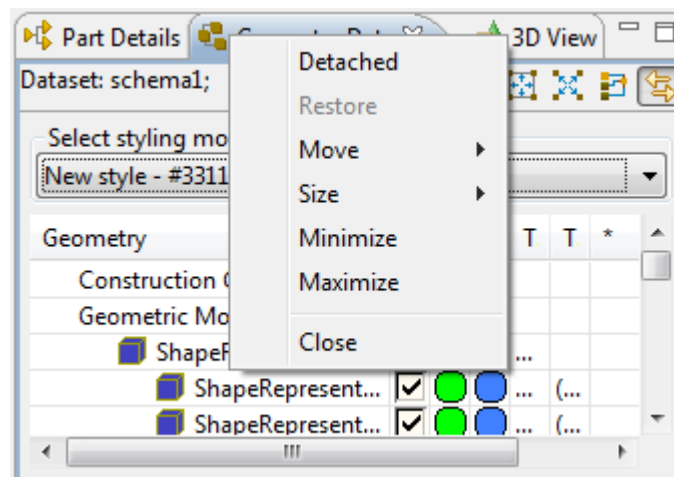 Part Details
3D View
Dataset: schema1;
Detached
Restore
Select styling mo
Move
New style - #3311
Size
Geometry
Minimize
T T *
Construction
Maximize
Geometric Mo
Close
ShapeR
...
ShapeRepresent... ... (...
ShapeRepresent... ... (...